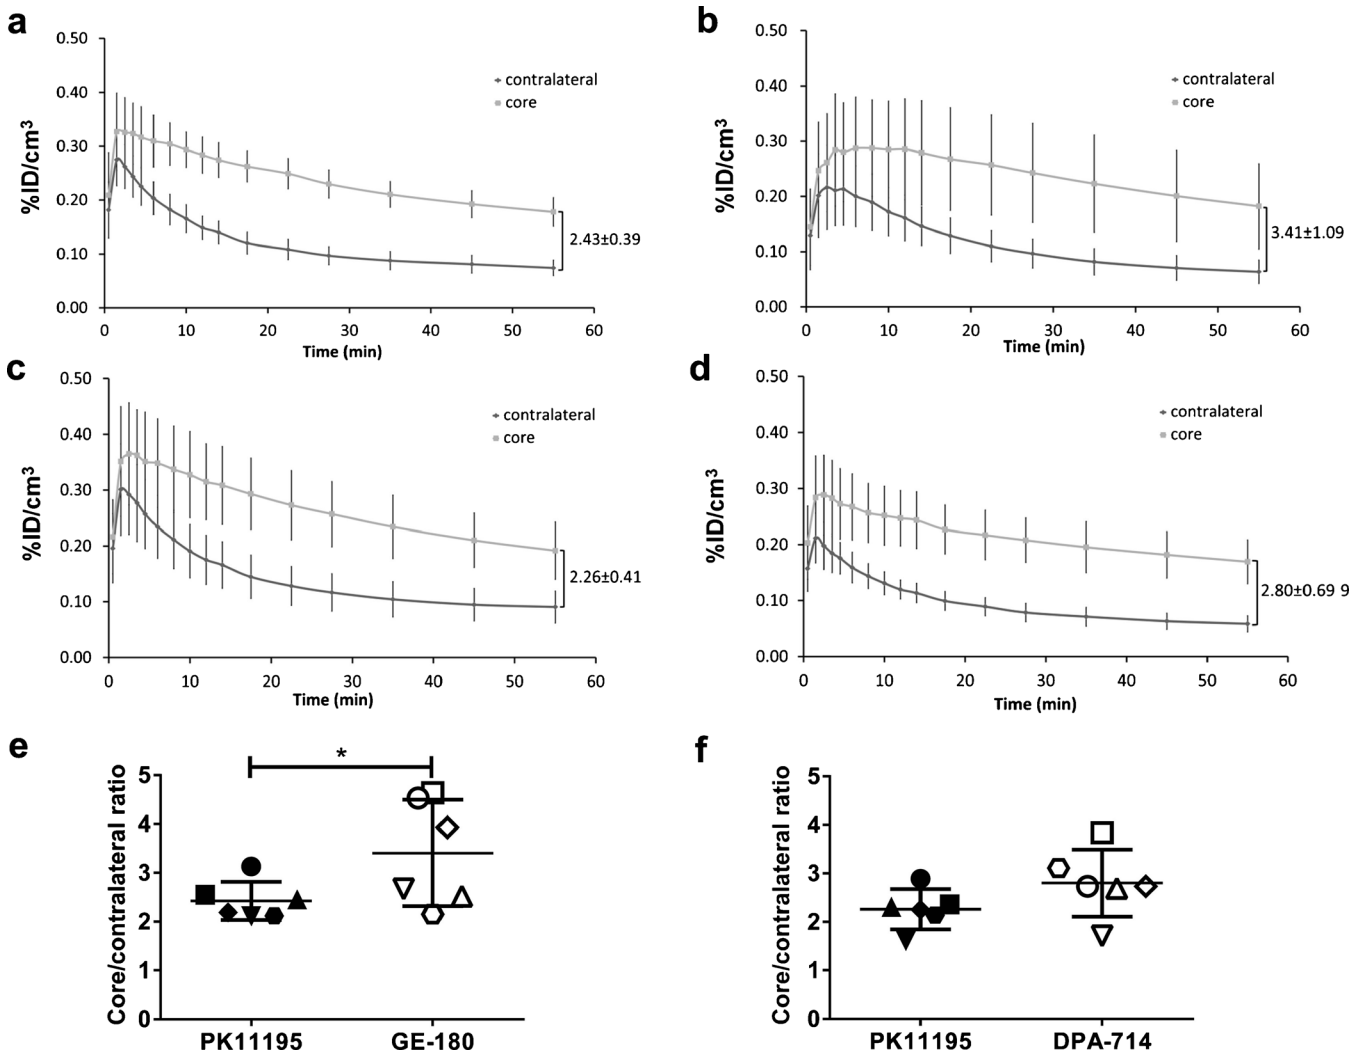 a
%ID/cm³
0.50
0.40
0.30
0.20
0.10
0.00
contralateral
core
2.43±0.39
0 10 20 30 40 50 60
Time (min)
b
%ID/cm³
0.50
0.40
0.30
0.20
0.10
0.00
contralateral
core
3.41±1.09
0 10 20 30 40 50 60
Time (min)
c
%ID/cm³
0.50
0.40
0.30
0.20
0.10
0.00
contralateral
core
2.26±0.41
0 10 20 30 40 50 60
Time (min)
d
%ID/cm³
0.50
0.40
0.30
0.20
0.10
0.00
contralateral
core
2.80±0.69 9
0 10 20 30 40 50 60
Time (min)
e
Core/contralateral ratio
5
4
3
2
1
0
*
PK11195 GE-180
f
Core/contralateral ratio
5
4
3
2
1
0
PK11195 DPA-714